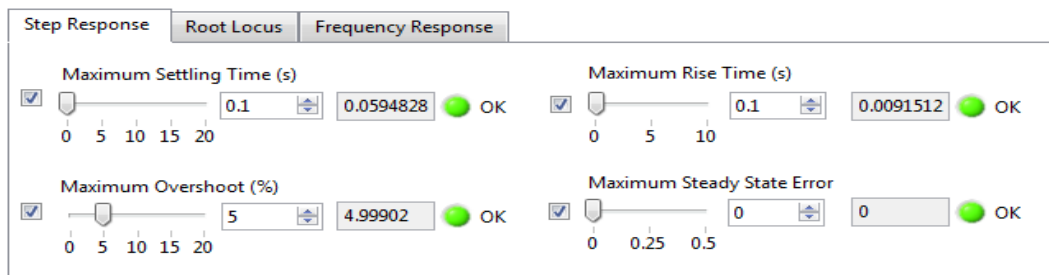 Step Response Root Locus Frequency Response
Maximum Settling Time (s)
0.1 0.0594828 OK
0 5 10 15 20
Maximum Rise Time (s)
0.1 0.0091512 OK
0 5 10
Maximum Overshoot (%)
5 4.99902 OK
0 5 10 15 20
Maximum Steady State Error
0 0 OK
0 0.25 0.5